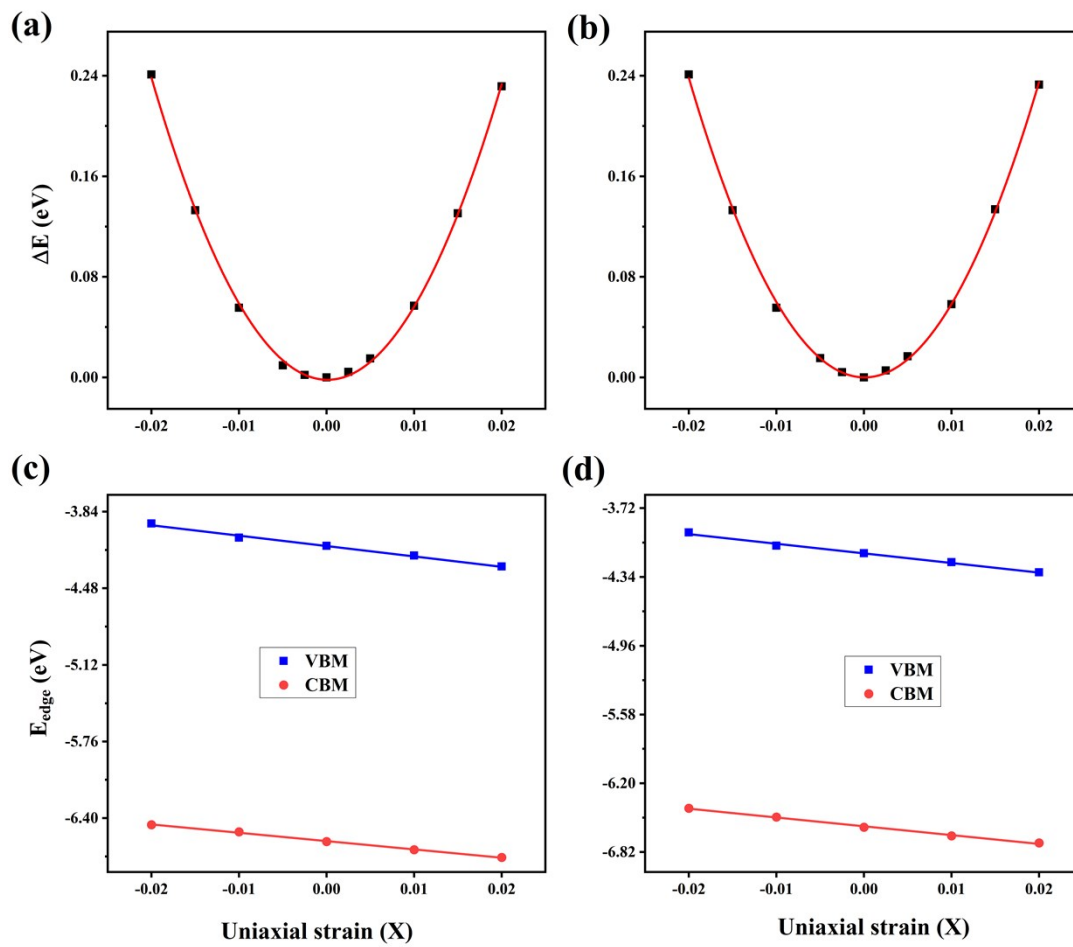 (a)
(b)
0.24
0.16
0.08
0.00
ΔE (eV)
-0.02 -0.01 0.00 0.01 0.02
0.24
0.16
0.08
0.00
-0.02 -0.01 0.00 0.01 0.02
(c)
(d)
-3.84
-4.48
-5.12
-5.76
-6.40
E_edge (eV)
VBM
CBM
-0.02 -0.01 0.00 0.01 0.02
Uniaxial strain (X)
-3.72
-4.34
-4.96
-5.58
-6.20
-6.82
VBM
CBM
-0.02 -0.01 0.00 0.01 0.02
Uniaxial strain (X)